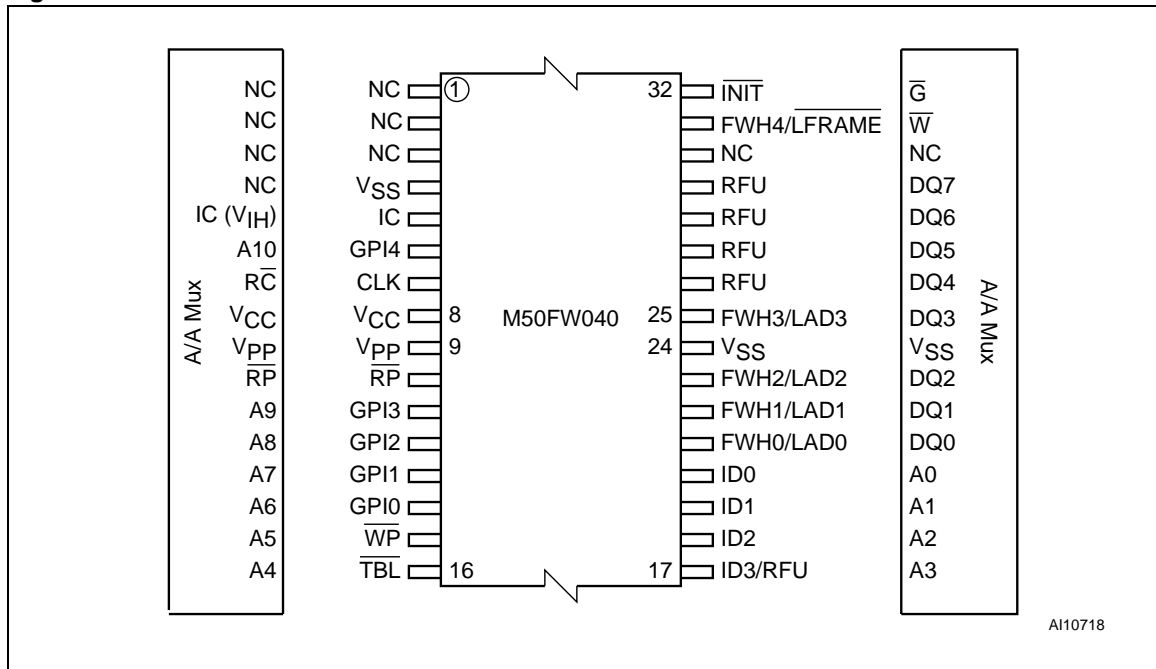 NC NC 1 32 INIT G
NC NC FWH4/LFRAME W
NC NC NC NC
NC VSS RFU DQ7
IC (VIH) IC RFU DQ6
A10 GPI4 RFU DQ5
RC CLK RFU DQ4
VCC VCC 8 M50FW040 25 FWH3/LAD3 DQ3
VPP VPP 9 24 VSS VSS
RP RP FWH2/LAD2 DQ2
A9 GPI3 FWH1/LAD1 DQ1
A8 GPI2 FWH0/LAD0 DQ0
A7 GPI1 ID0 A0
A6 GPI0 ID1 A1
A5 WP ID2 A2
A4 TBL 16 17 ID3/RFU A3
A/A Mux
A/A Mux
AI10718